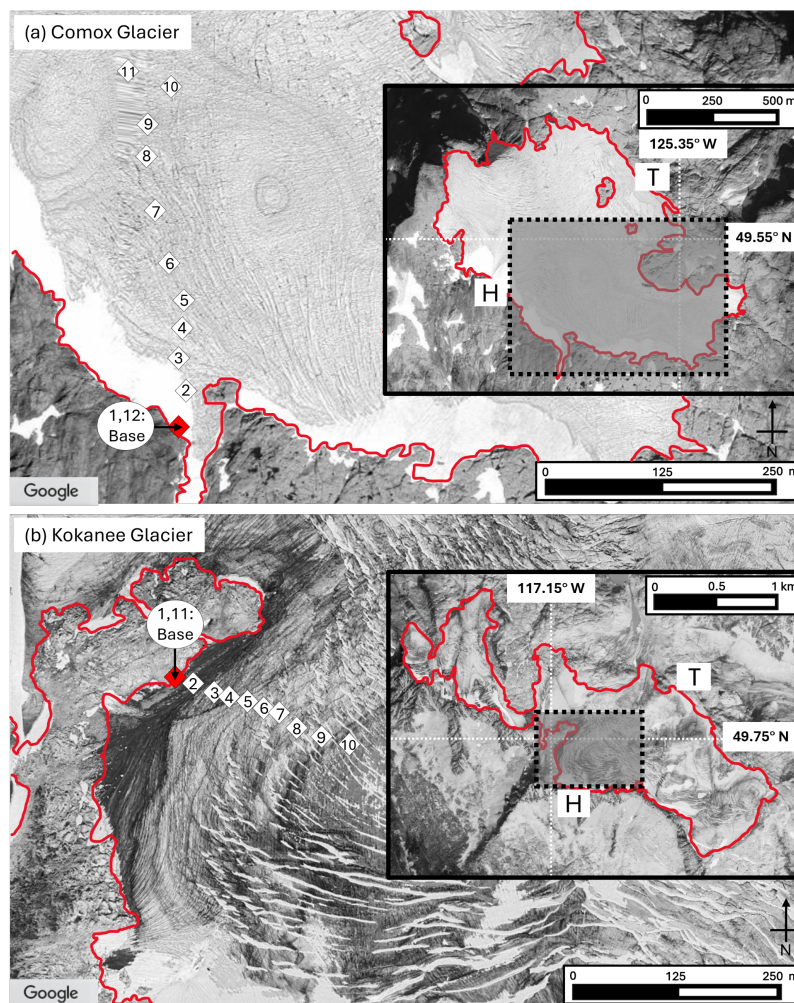 (a) Comox Glacier
11
10
9
8
7
6
5
4
3
2
1,12:
Base
0 250 500 m
125.35° W
T
49.55° N
H
N
0 125 250 m
Google
(b) Kokanee Glacier
1,11:
Base
2
3
4
5
6
7
8
9
10
117.15° W
0 0.5 1 km
T
49.75° N
H
N
0 125 250 m
Google